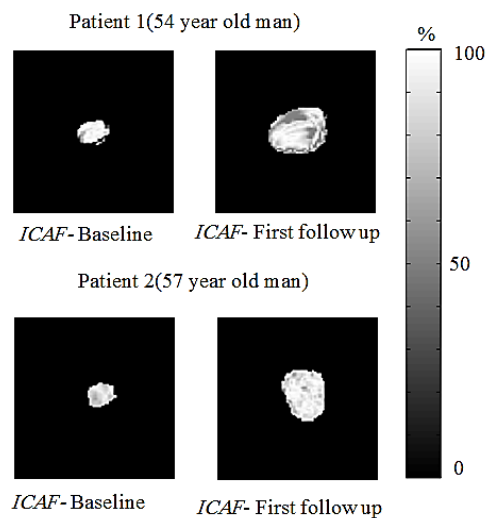 Patient 1(54 year old man)
%
100
ICAF- Baseline
ICAF- First follow up
50
Patient 2(57 year old man)
0
ICAF- Baseline
ICAF- First follow up